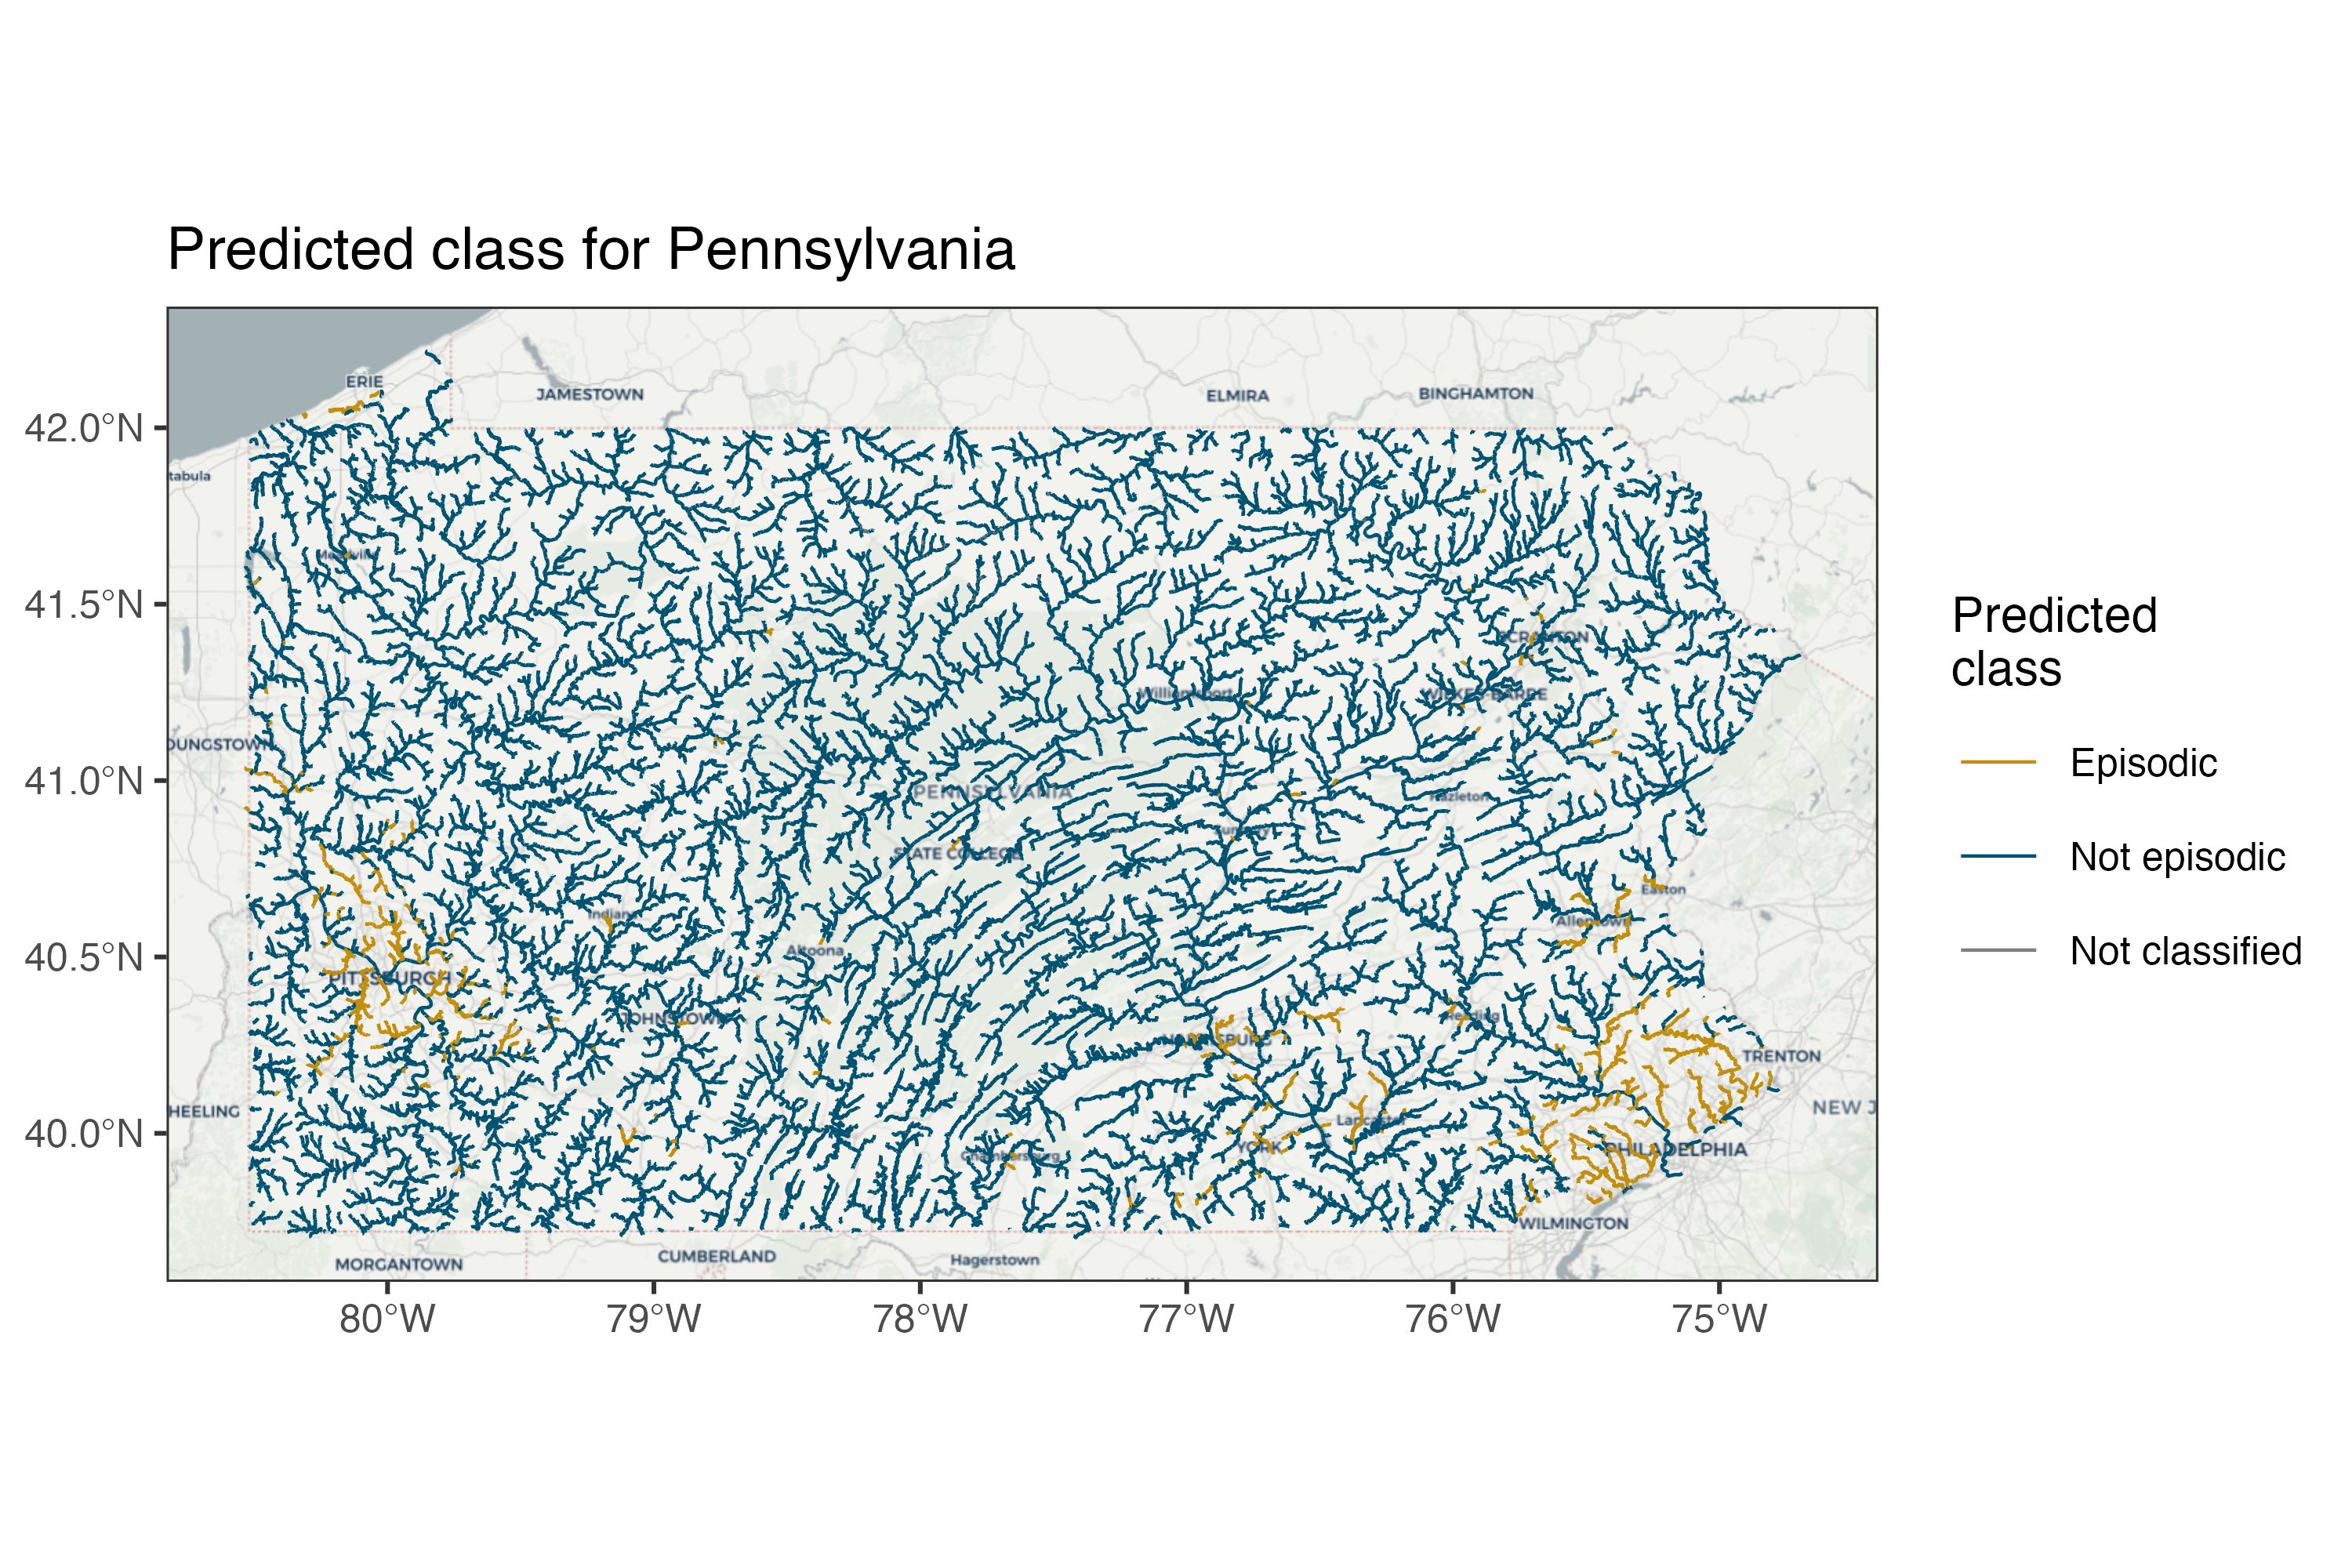 Predicted class for Pennsylvania
ERIE
JAMESTOWN
ELMIRA
BINGHAMTON
42.0°N
tabula
Meadville
41.5°N
SCRANTON
Williamsport
WILKES-BARRE
OUNGSTOWN
41.0°N
PENNSYLVANIA
Hazleton
Sunbury
STATE COLLEGE
Easton
Indiana
Allentown
Altoona
40.5°N
PITTSBURGH
JOHNSTOWN
Reading
HARRISBURG
TRENTON
HEELING
NEW J
Lancaster
40.0°N
YORK
PHILADELPHIA
Chambersburg
WILMINGTON
MORGANTOWN
CUMBERLAND
Hagerstown
80°W
79°W
78°W
77°W
76°W
75°W
Predicted
class
Episodic
Not episodic
Not classified